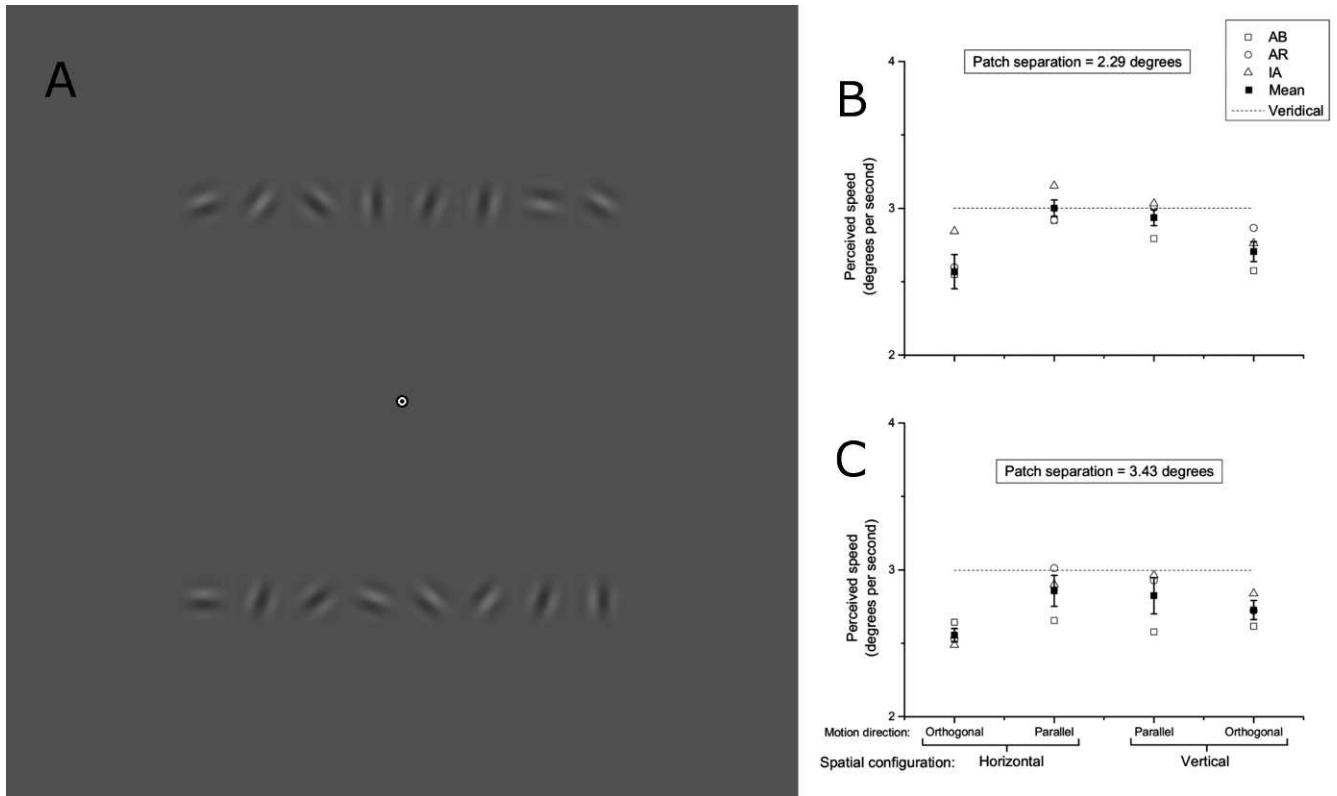 A
B
Patch separation = 2.29 degrees
AB
AR
IA
Mean
Veridical
4
3
2
Perceived speed
(degrees per second)
C
Patch separation = 3.43 degrees
4
3
2
Perceived speed
(degrees per second)
Motion direction: Orthogonal Parallel Parallel Orthogonal
Spatial configuration: Horizontal Vertical